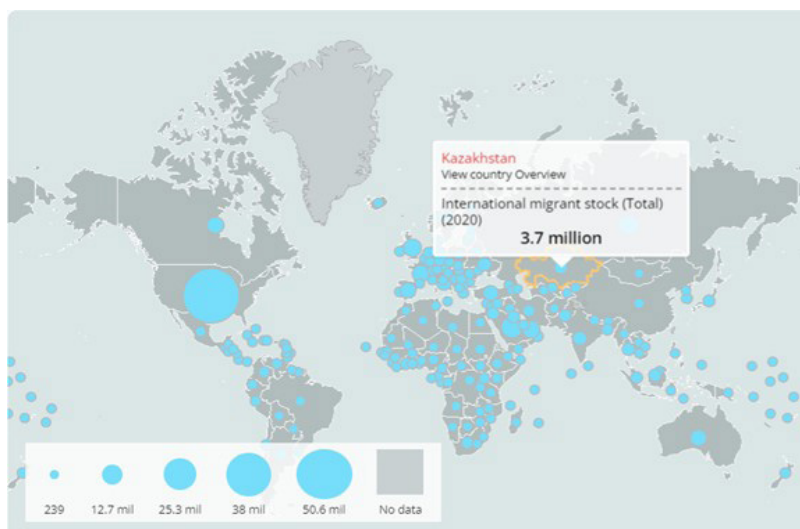 Kazakhstan
View country Overview
International migrant stock (Total)
(2020)
3.7 million
239
12.7 mil
25.3 mil
38 mil
50.6 mil
No data